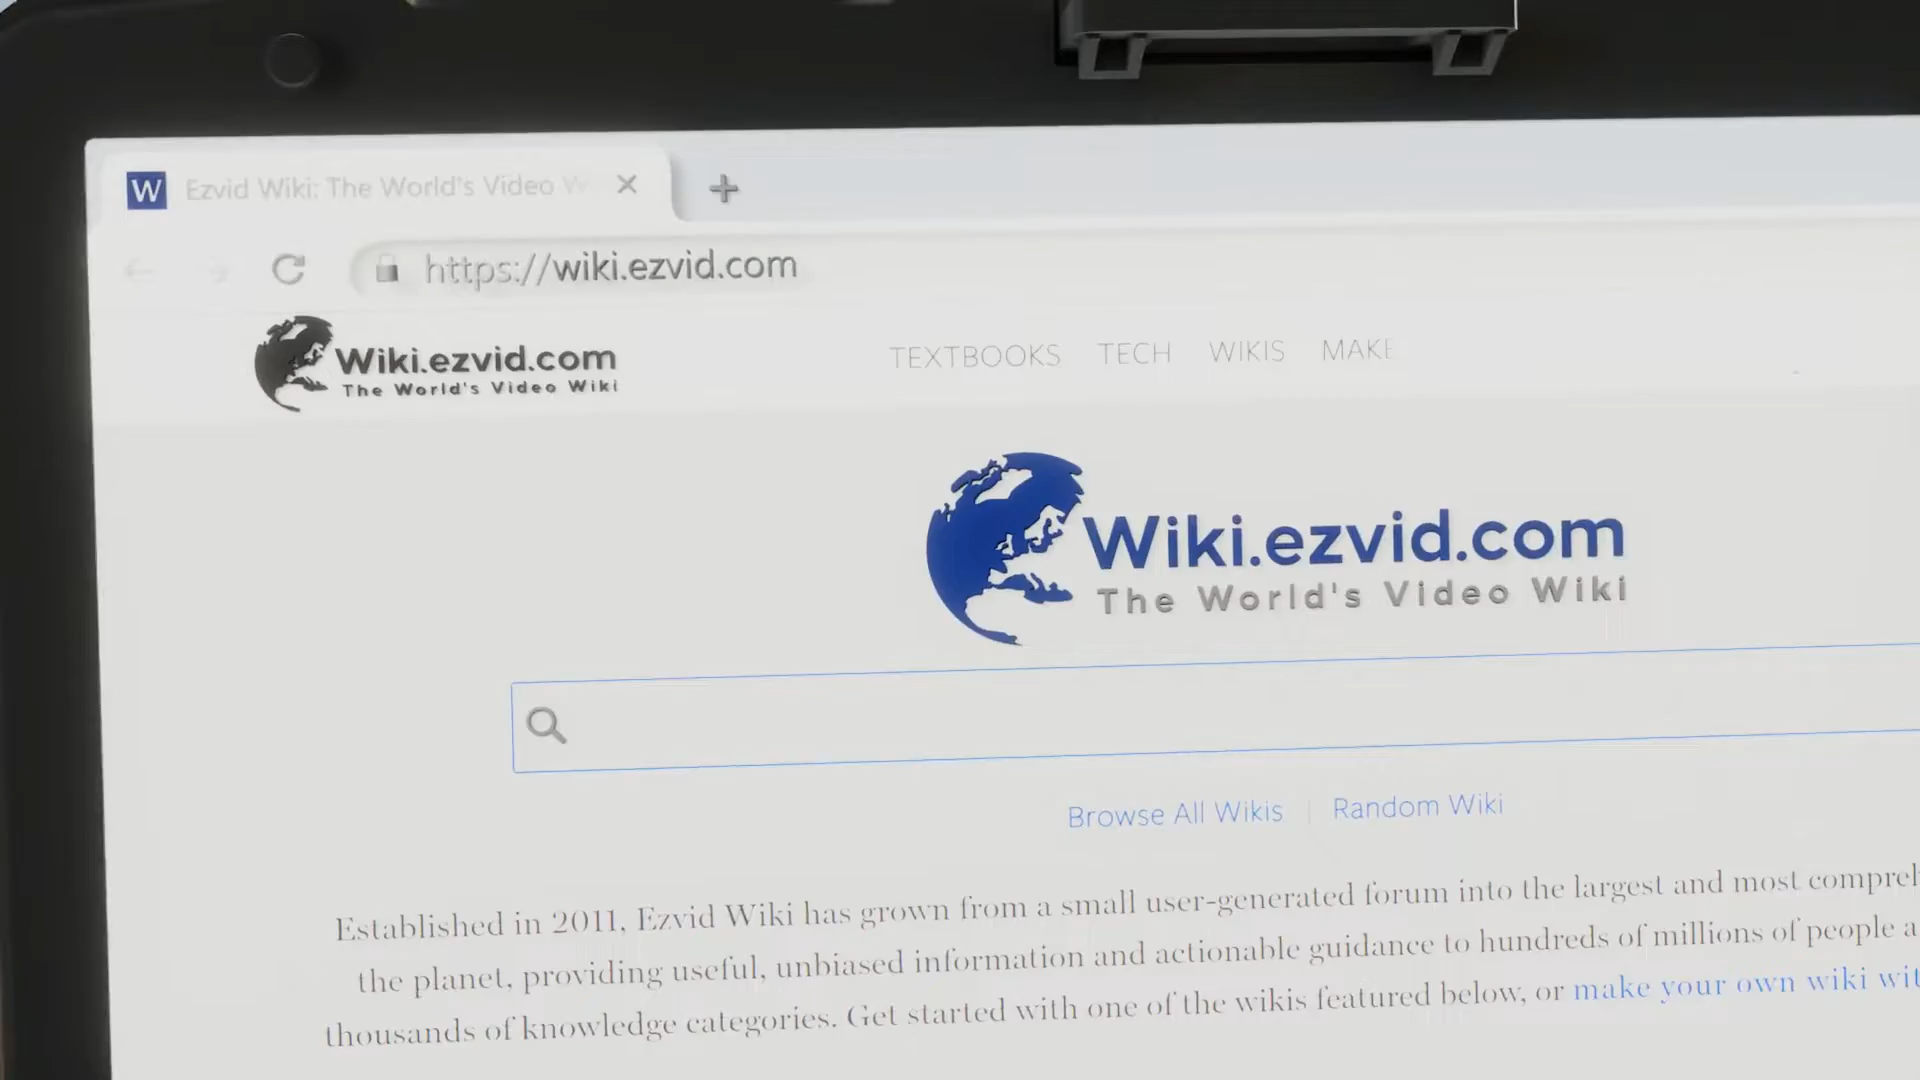 W Ezvid Wiki: The World's Video W
https://wiki.ezvid.com
Wiki.ezvid.com
The World's Video Wiki
TEXTBOOKS TECH WIKIS MAKE
Wiki.ezvid.com
The World's Video Wiki
Browse All Wikis | Random Wiki
Established in 2011, Ezvid Wiki has grown from a small user-generated forum into the largest and most
the planet, providing useful, unbiased information and actionable guidance to hundreds of millions of people
thousands of knowledge categories. Get started with one of the wikis featured below, or make your own wiki